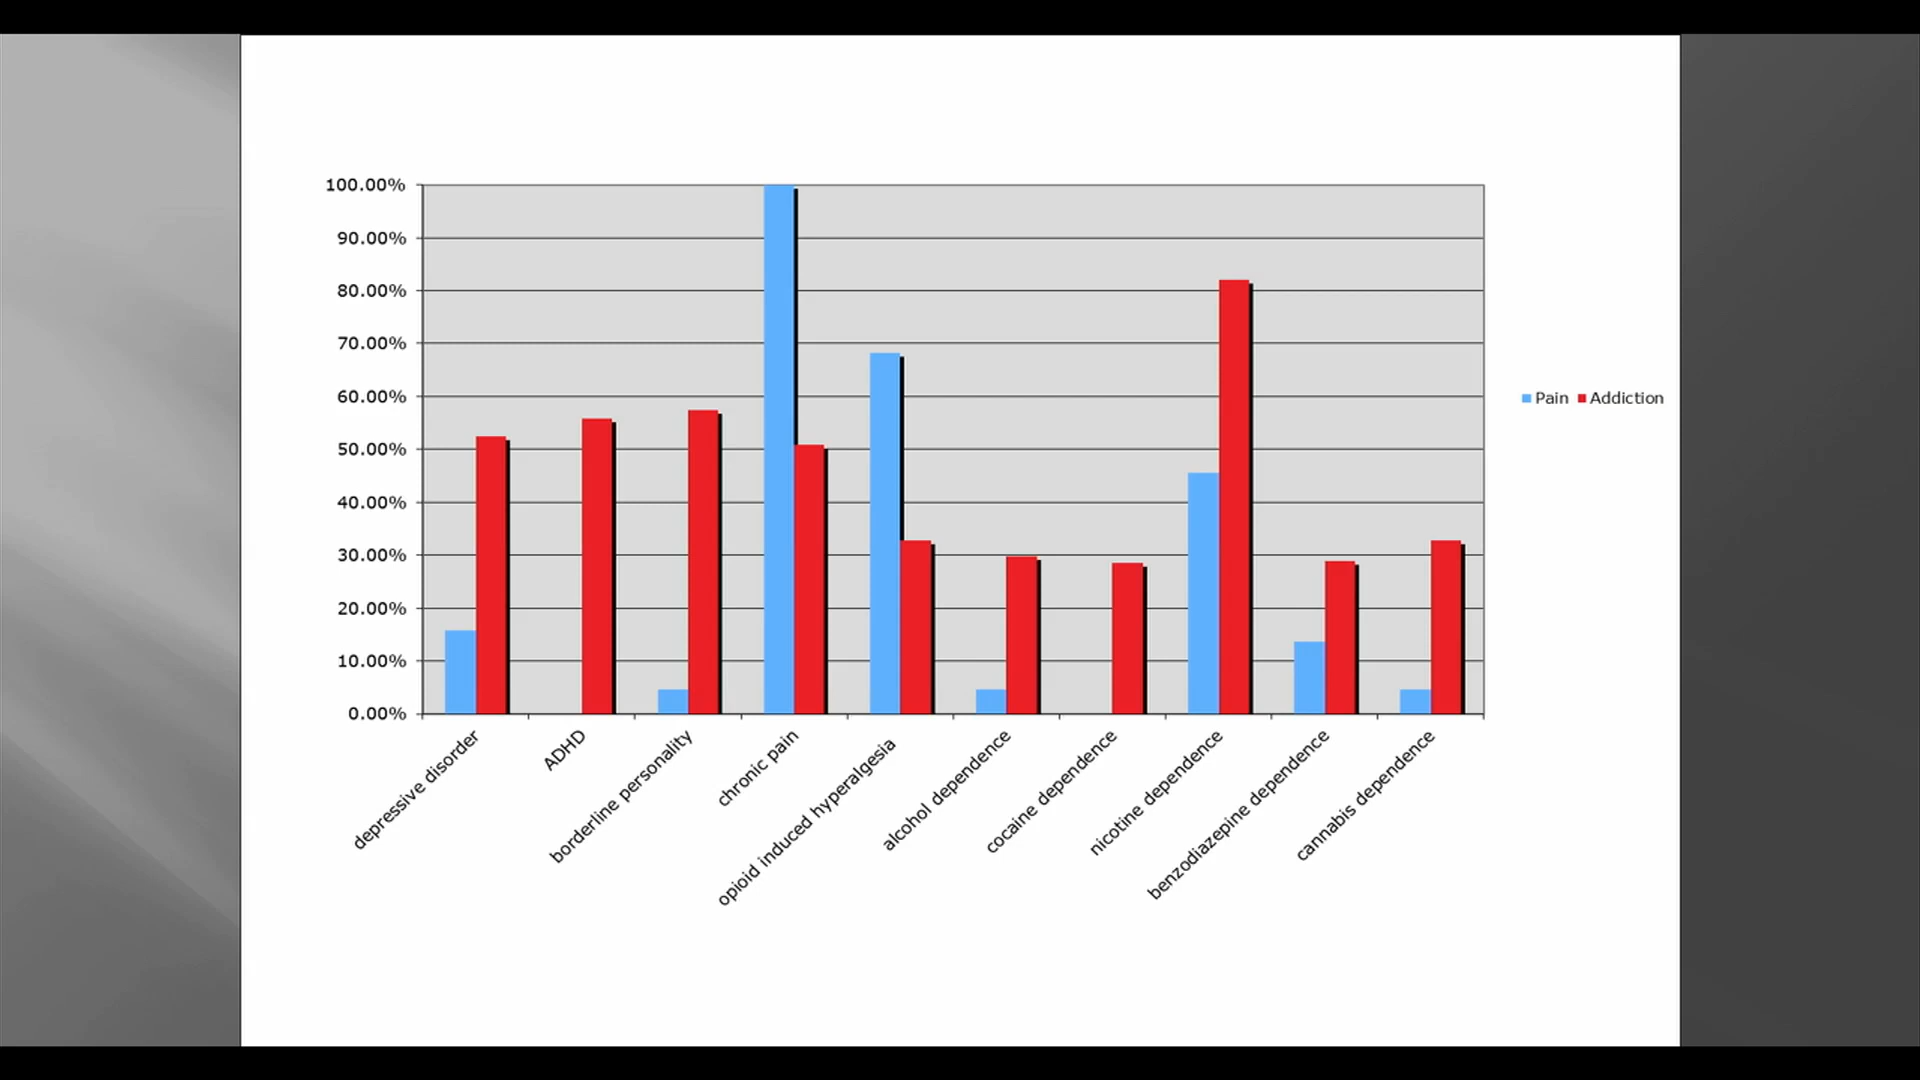 100.00%
90.00%
80.00%
70.00%
60.00%
50.00%
40.00%
30.00%
20.00%
10.00%
0.00%
depressive disorder
ADHD
borderline personality
chronic pain
opioid induced hyperalgesia
alcohol dependence
cocaine dependence
nicotine dependence
benzodiazepine dependence
cannabis dependence
Pain Addiction